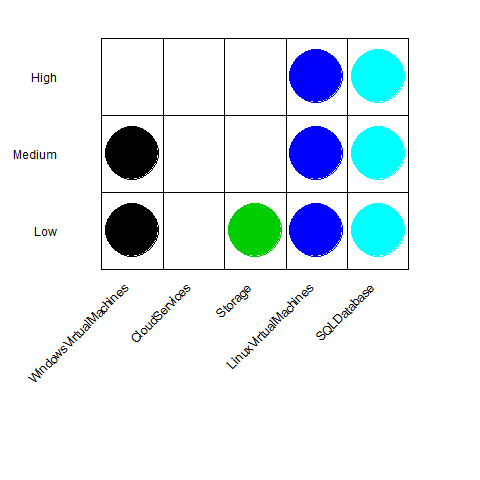 High
Medium
Low
WindowsVirtualMachines
CloudServices
Storage
LinuxVirtualMachines
SQLDatabase